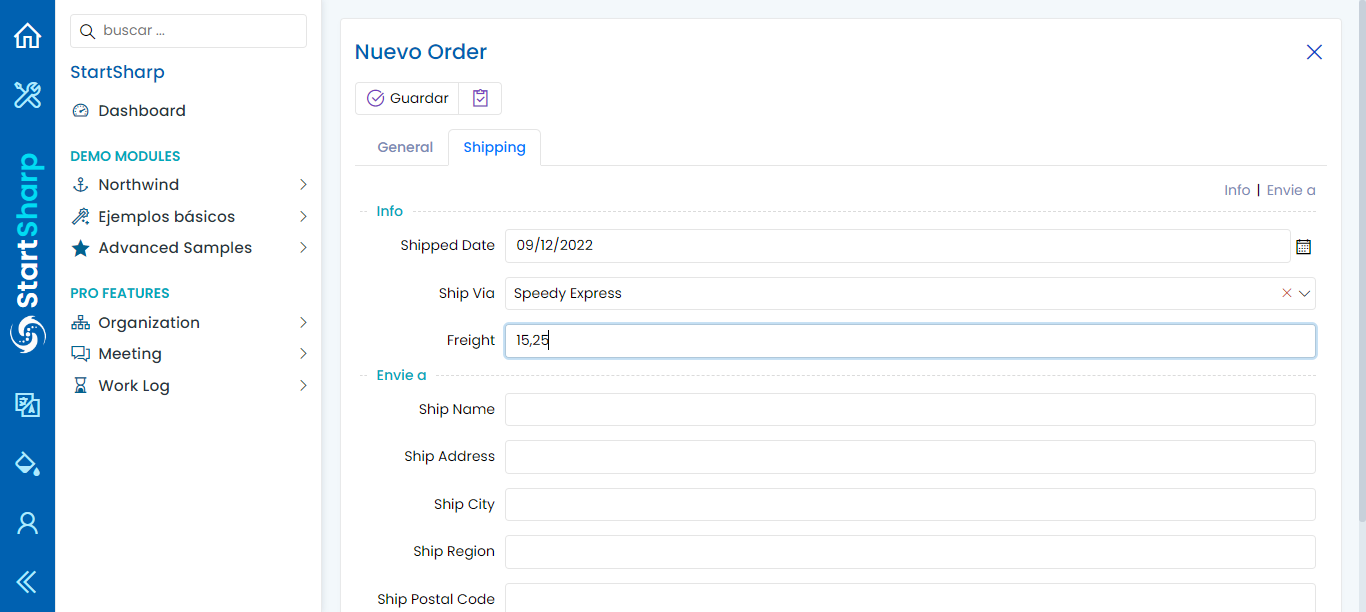 buscar ...
StartSharp
Dashboard
DEMO MODULES
Northwind
Ejemplos básicos
Advanced Samples
PRO FEATURES
Organization
Meeting
Work Log
StartSharp
Nuevo Order
Guardar
General
Shipping
Info | Envie a
Info
Shipped Date
09/12/2022
Ship Via
Speedy Express
Freight
15,25
Envie a
Ship Name
Ship Address
Ship City
Ship Region
Ship Postal Code